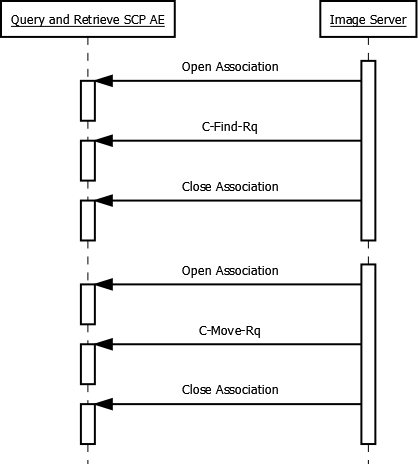 Query and Retrieve SCP AE
Image Server
Open Association
C-Find-Rq
Close Association
Open Association
C-Move-Rq
Close Association